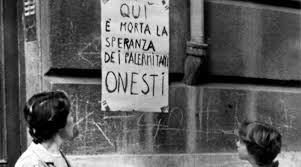 QUI
È MORTA LA
SPERANZA
DEI PALERMITANI
ONESTI